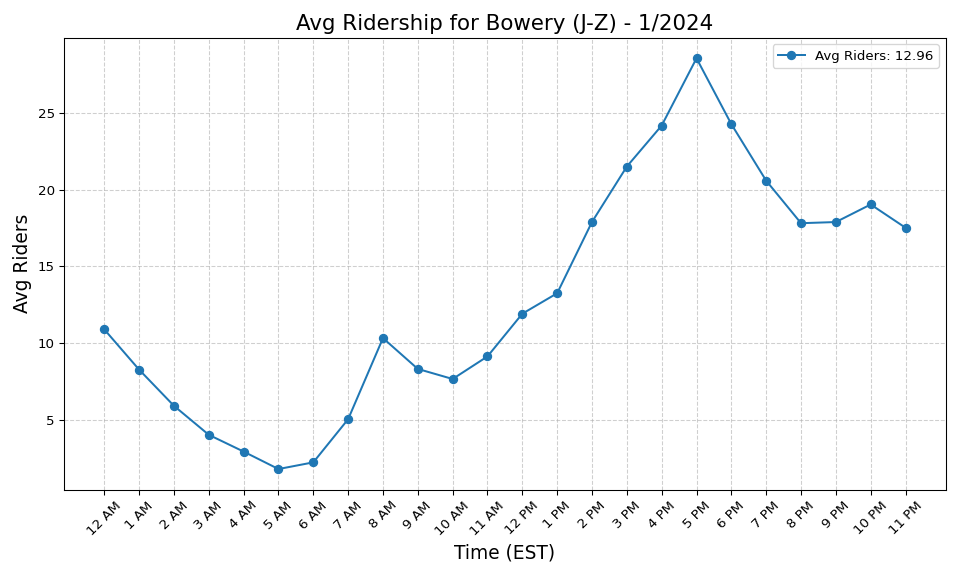 Avg Ridership for Bowery (J-Z) - 1/2024
Avg Riders: 12.96
Avg Riders
25
20
15
10
5
12 AM
1 AM
2 AM
3 AM
4 AM
5 AM
6 AM
7 AM
8 AM
9 AM
10 AM
11 AM
12 PM
1 PM
2 PM
3 PM
4 PM
5 PM
6 PM
7 PM
8 PM
9 PM
10 PM
11 PM
Time (EST)